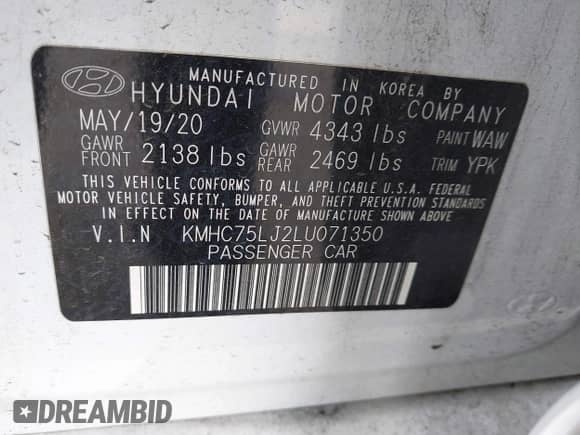 MANUFACTURED IN KOREA BY
HYUNDAI MOTOR COMPANY
MAY/19/20 GVWR 4343 lbs PAINT WAW
GAWR FRONT 2138 lbs GAWR REAR 2469 lbs TRIM YPK
THIS VEHICLE CONFORMS TO ALL APPLICABLE U.S.A. FEDERAL
MOTOR VEHICLE SAFETY, BUMPER, AND THEFT PREVENTION STANDARDS
IN EFFECT ON THE DATE OF MANUFACTURE SHOWN ABOVE.
V.I.N KMHC75LJ2LU071350
PASSENGER CAR
DREAMBID